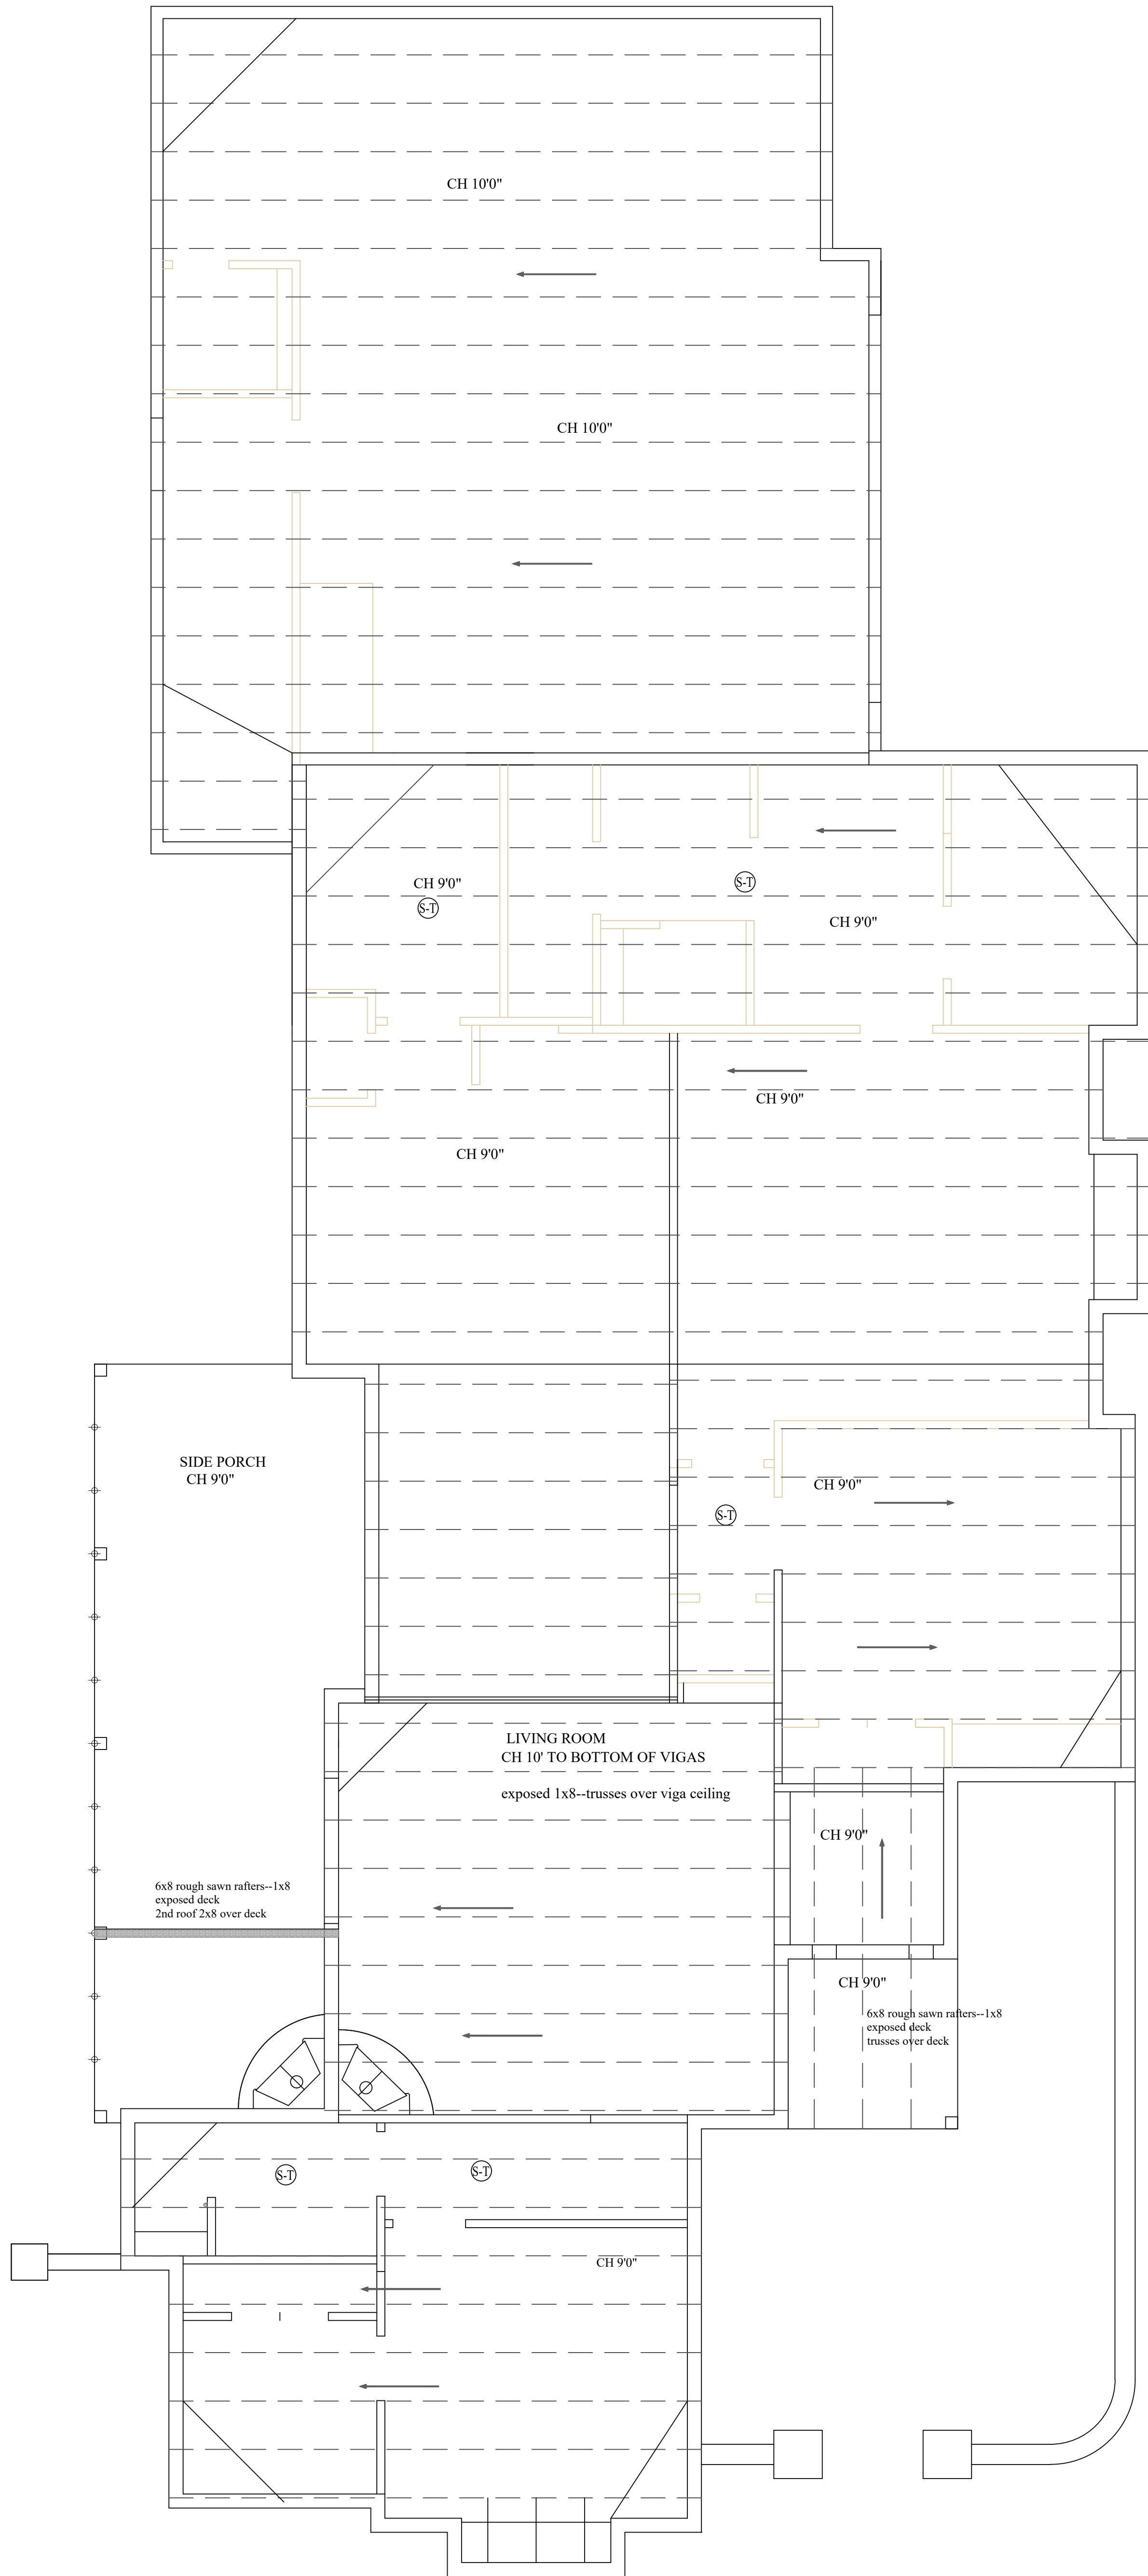 CH 10'0"
CH 10'0"
CH 9'0"
S-T
S-T
CH 9'0"
CH 9'0"
CH 9'0"
SIDE PORCH
CH 9'0"
CH 9'0"
S-T
LIVING ROOM
CH 10' TO BOTTOM OF VIGAS
exposed 1x8--trusses over viga ceiling
CH 9'0"
6x8 rough sawn rafters--1x8
exposed deck
2nd roof 2x8 over deck
CH 9'0"
6x8 rough sawn rafters--1x8
exposed deck
trusses over deck
S-T
S-T
CH 9'0"